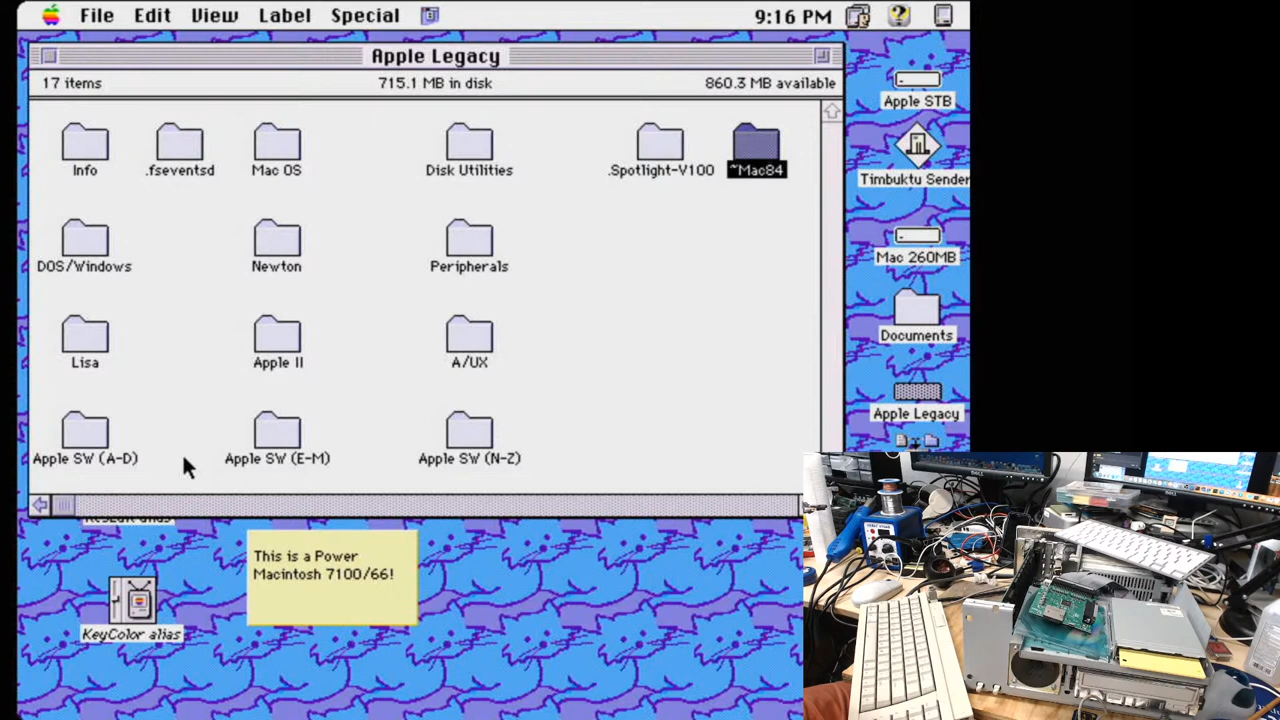 File Edit View Label Special 9:16 PM
Apple Legacy
17 items 715.1 MB in disk 860.3 MB available
Info .fseventsd Mac OS Disk Utilities .Spotlight-V100 ~Mac84
DOS/Windows Newton Peripherals
Lisa Apple II A/UX
Apple SW (A-D) Apple SW (E-M) Apple SW (N-Z)
Apple STB
Timbuktu Sender
Mac 260MB
Documents
Apple Legacy
This is a Power
Macintosh 7100/66!
KeyColor alias
DELL
DELL